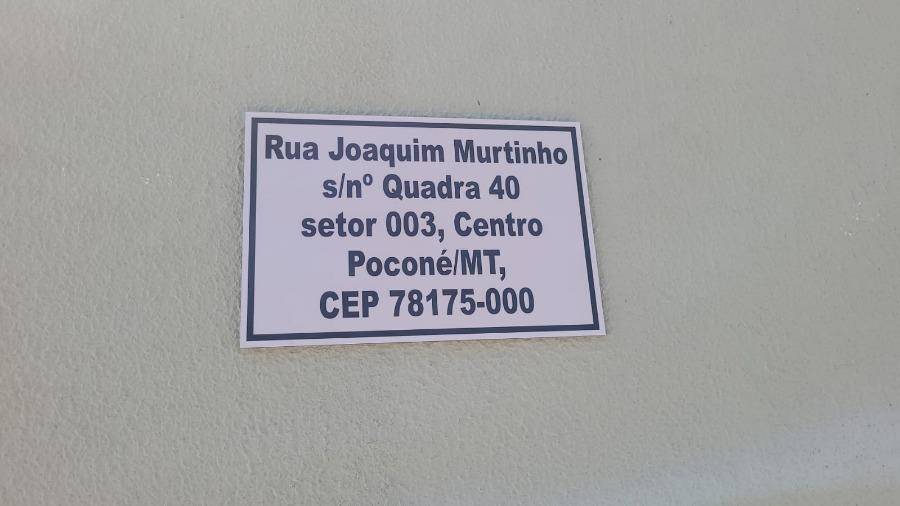 Rua Joaquim Murtinho
s/nº Quadra 40
setor 003, Centro
Poconé/MT,
CEP 78175-000